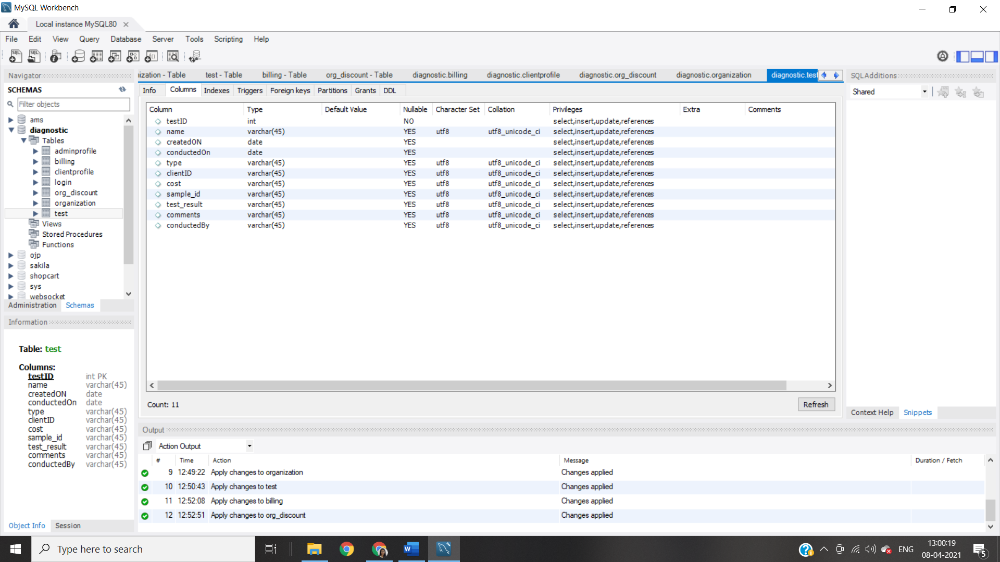 MySQL Workbench
Local instance MySQL80
File Edit View Query Database Server Tools Scripting Help
Navigator
SCHEMAS
Filter objects
ams
diagnostic
Tables
adminprofile
billing
clientprofile
login
org_discount
organization
test
Views
Stored Procedures
Functions
ojp
sakila
shopcart
sys
websocket
Administration Schemas
Information
Table: test
Columns:
testID int PK
name varchar(45)
createdON date
conductedOn date
type varchar(45)
clientID varchar(45)
cost varchar(45)
sample_id varchar(45)
test_result varchar(45)
comments varchar(45)
conductedBy varchar(45)
Object Info Session
ization - Table test - Table billing - Table org_discount - Table diagnostic.billing diagnostic.clientprofile diagnostic.org_discount diagnostic.organization diagnostic.test
Info Columns Indexes Triggers Foreign keys Partitions Grants DDL
Column Type Default Value Nullable Character Set Collation Privileges Extra Comments
testID int NO select,insert,update,references
name varchar(45) YES utf8 utf8_unicode_ci select,insert,update,references
createdON date YES select,insert,update,references
conductedOn date YES select,insert,update,references
type varchar(45) YES utf8 utf8_unicode_ci select,insert,update,references
clientID varchar(45) YES utf8 utf8_unicode_ci select,insert,update,references
cost varchar(45) YES utf8 utf8_unicode_ci select,insert,update,references
sample_id varchar(45) YES utf8 utf8_unicode_ci select,insert,update,references
test_result varchar(45) YES utf8 utf8_unicode_ci select,insert,update,references
comments varchar(45) YES utf8 utf8_unicode_ci select,insert,update,references
conductedBy varchar(45) YES utf8 utf8_unicode_ci select,insert,update,references
Count: 11
Refresh
SQLAdditions
Shared
Context Help Snippets
Output
Action Output
# Time Action Message Duration / Fetch
9 12:49:22 Apply changes to organization Changes applied
10 12:50:43 Apply changes to test Changes applied
11 12:52:08 Apply changes to billing Changes applied
12 12:52:51 Apply changes to org_discount Changes applied
Type here to search
ENG
13:00:19
08-04-2021
5